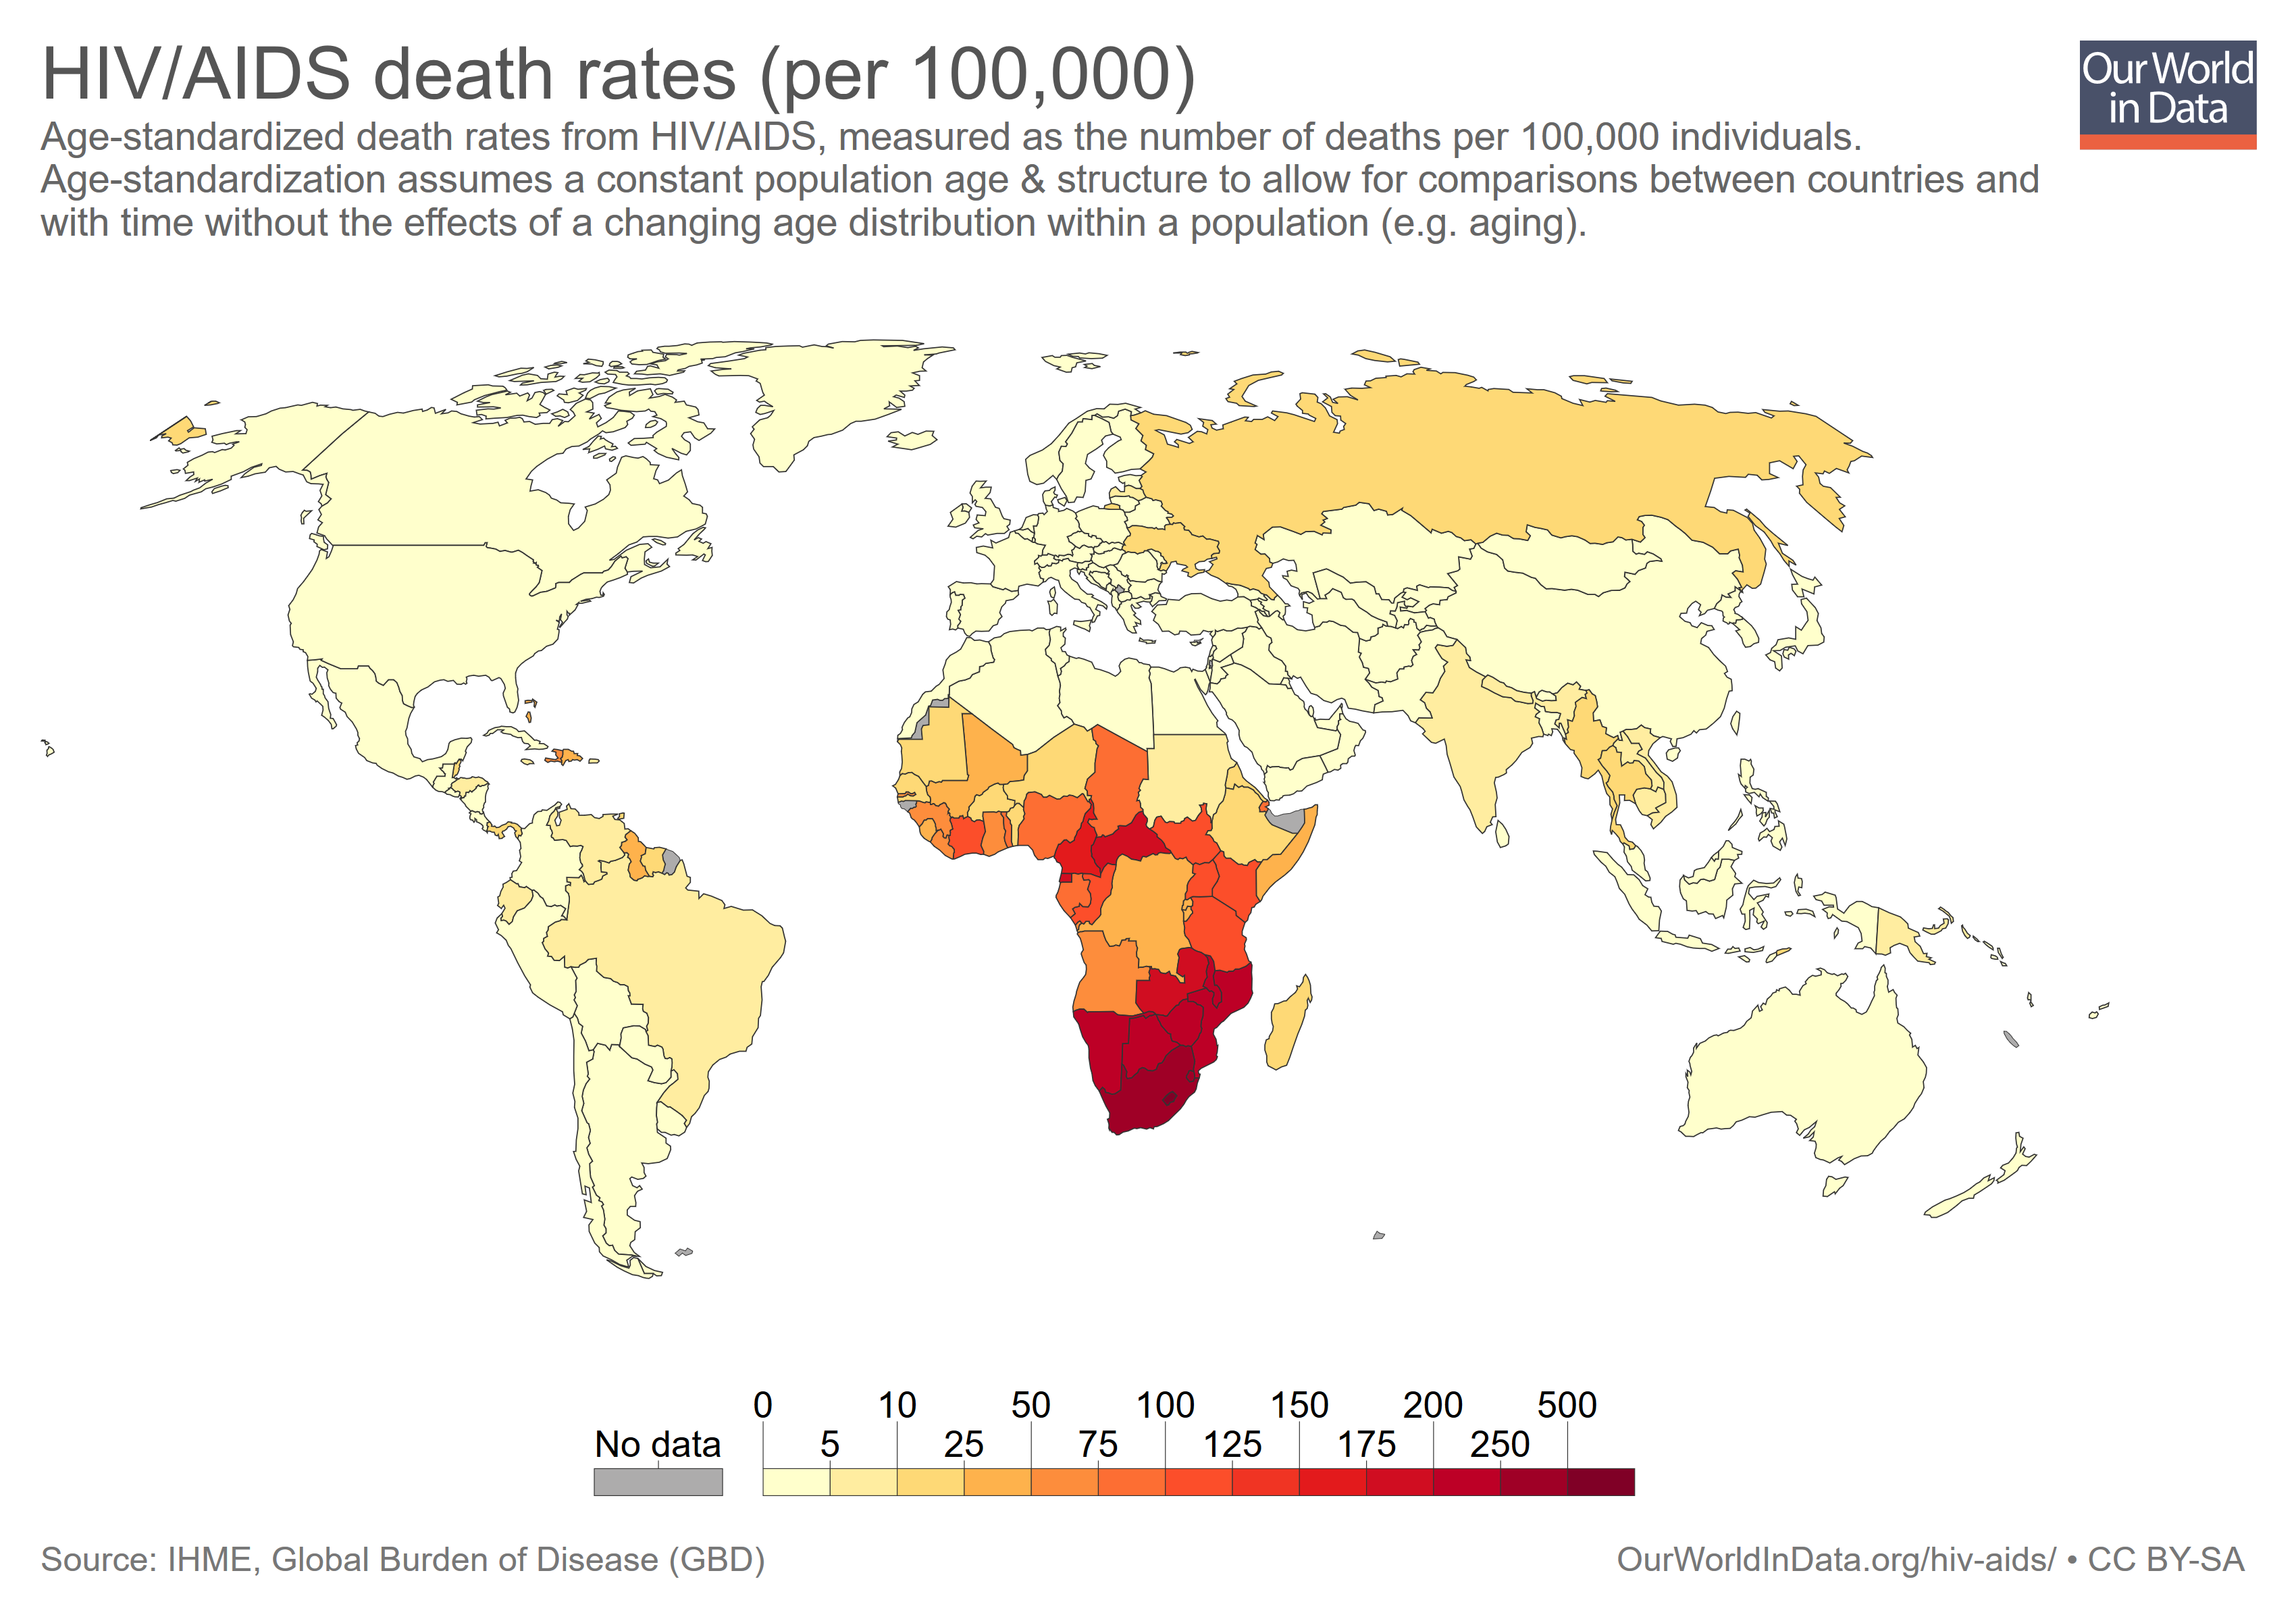 HIV/AIDS death rates (per 100,000)
Our World
in Data
Age-standardized death rates from HIV/AIDS, measured as the number of deaths per 100,000 individuals.
Age-standardization assumes a constant population age & structure to allow for comparisons between countries and
with time without the effects of a changing age distribution within a population (e.g. aging).
0 10 50 100 150 200 500
No data 5 25 75 125 175 250
Source: IHME, Global Burden of Disease (GBD)
OurWorldInData.org/hiv-aids/ • CC BY-SA